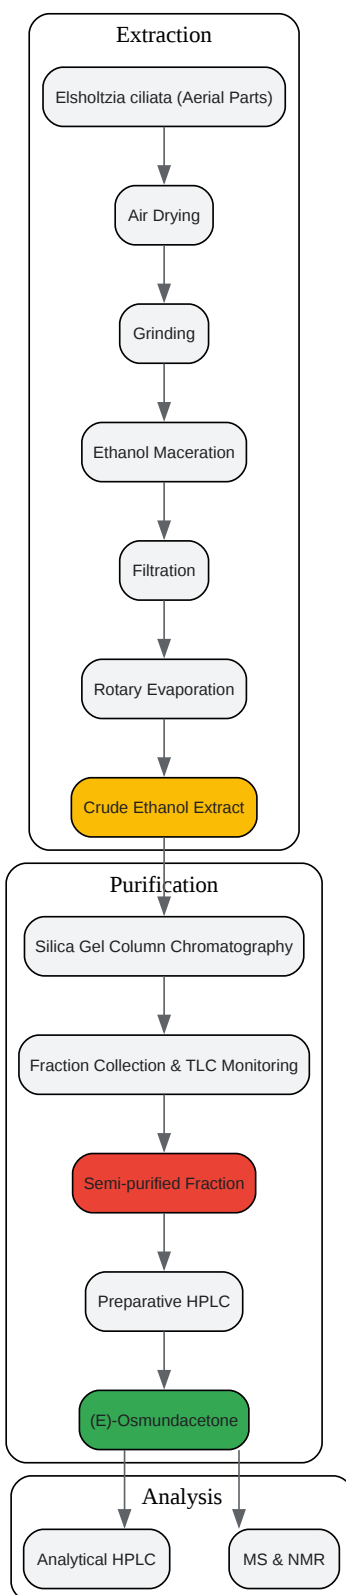 Extraction
Elsholtzia ciliata (Aerial Parts)
Air Drying
Grinding
Ethanol Maceration
Filtration
Rotary Evaporation
Crude Ethanol Extract
Purification
Silica Gel Column Chromatography
Fraction Collection & TLC Monitoring
Semi-purified Fraction
Preparative HPLC
(E)-Osmundacetone
Analysis
Analytical HPLC
MS & NMR